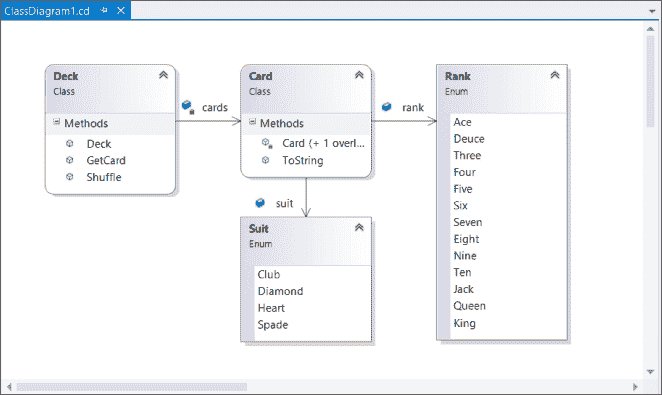 ClassDiagram1.cd
Deck
Class
Methods
Deck
GetCard
Shuffle
cards
Card
Class
Methods
Card (+ 1 overl...
ToString
rank
suit
Suit
Enum
Club
Diamond
Heart
Spade
Rank
Enum
Ace
Deuce
Three
Four
Five
Six
Seven
Eight
Nine
Ten
Jack
Queen
King